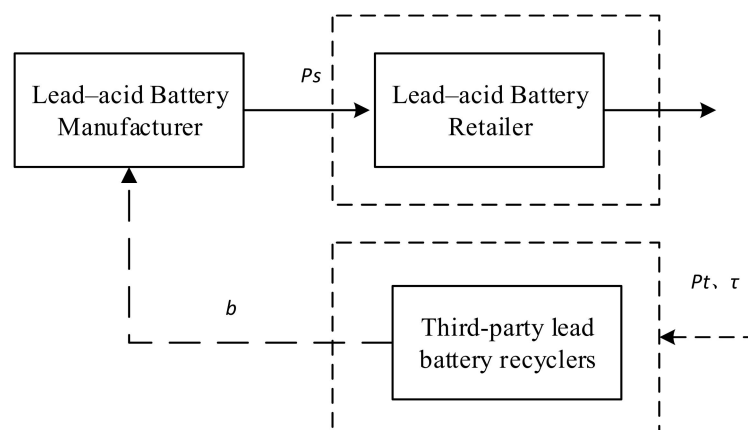 Ps
Lead–acid Battery
Manufacturer
Lead–acid Battery
Retailer
Pt、τ
b
Third-party lead
battery recyclers